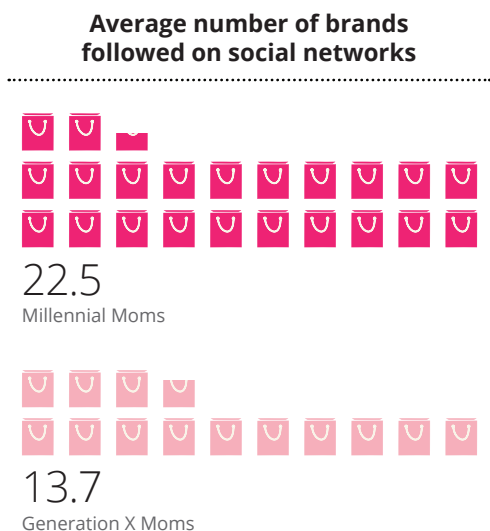 Average number of brands
followed on social networks
22.5
Millennial Moms
13.7
Generation X Moms